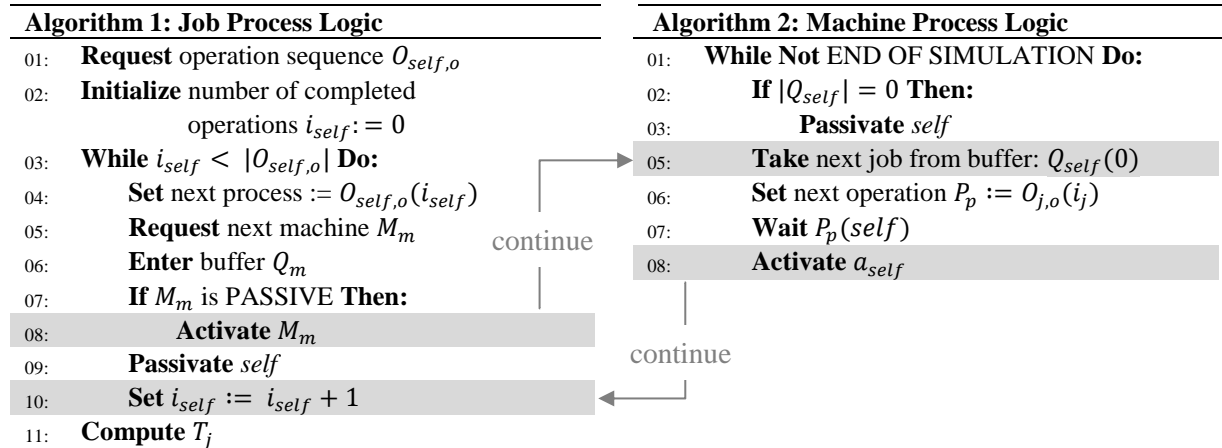 Algorithm 1: Job Process Logic
01: Request operation sequence O_{self,o}
02: Initialize number of completed
operations i_{self} := 0
03: While i_{self} < |O_{self,o}| Do:
04: Set next process := O_{self,o}(i_{self})
05: Request next machine M_m
06: Enter buffer Q_m
07: If M_m is PASSIVE Then:
08: Activate M_m
09: Passivate self
10: Set i_{self} := i_{self} + 1
11: Compute T_j
continue
continue
Algorithm 2: Machine Process Logic
01: While Not END OF SIMULATION Do:
02: If |Q_{self}| = 0 Then:
03: Passivate self
05: Take next job from buffer: Q_{self}(0)
06: Set next operation P_p := O_{j,o}(i_j)
07: Wait P_p(self)
08: Activate a_{self}